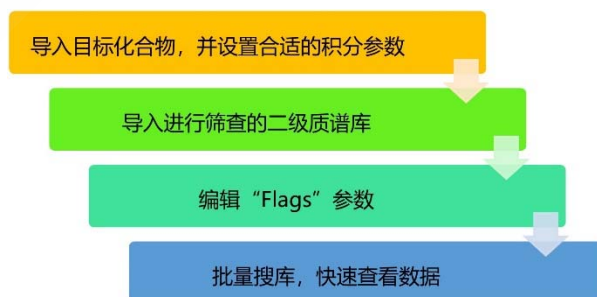 导入目标化合物，并设置合适的积分参数
导入进行筛查的二级质谱库
编辑“Flags”参数
批量搜库，快速查看数据